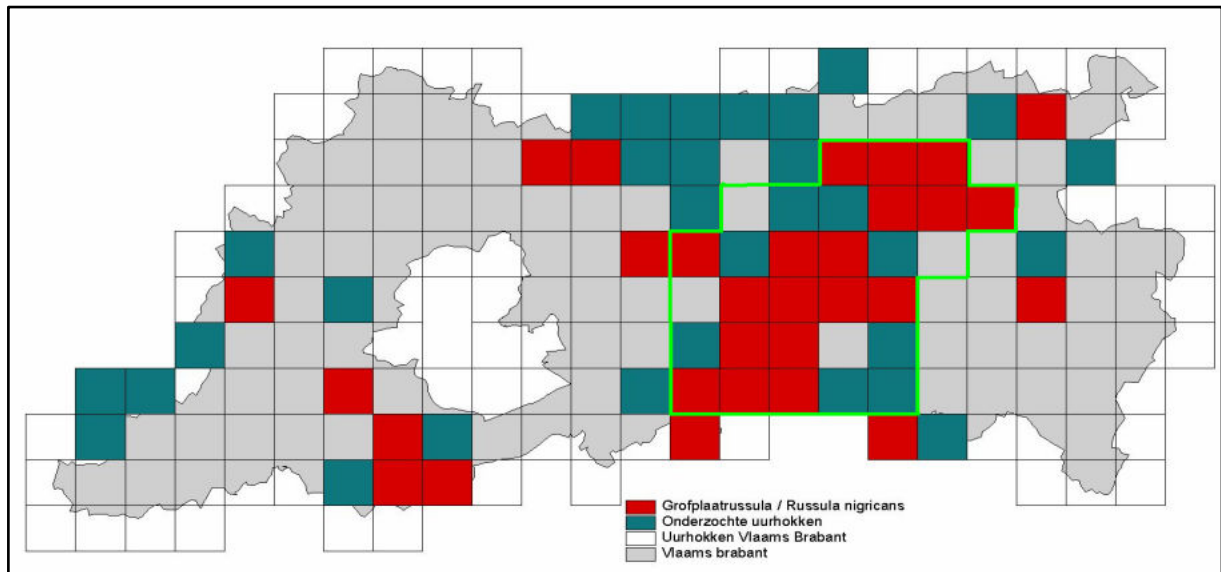 Grofplaatrussula / Russula nigricans
Onderzochte uurhokken
Uurhokken Vlaams Brabant
Vlaams brabant